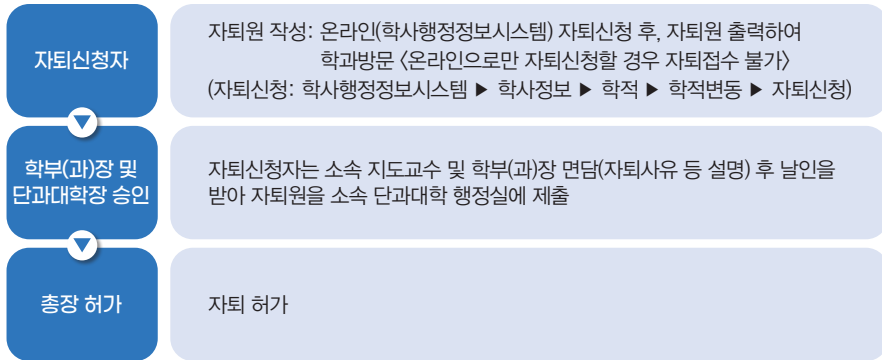 자퇴신청자
자퇴원 작성: 온라인(학사행정정보시스템) 자퇴신청 후, 자퇴원 출력하여
학과방문 <온라인으로만 자퇴신청할 경우 자퇴접수 불가>
(자퇴신청: 학사행정정보시스템 ▶ 학사정보 ▶ 학적 ▶ 학적변동 ▶ 자퇴신청)
학부(과)장 및
단과대학장 승인
자퇴신청자는 소속 지도교수 및 학부(과)장 면담(자퇴사유 등 설명) 후 날인을
받아 자퇴원을 소속 단과대학 행정실에 제출
총장 허가
자퇴 허가